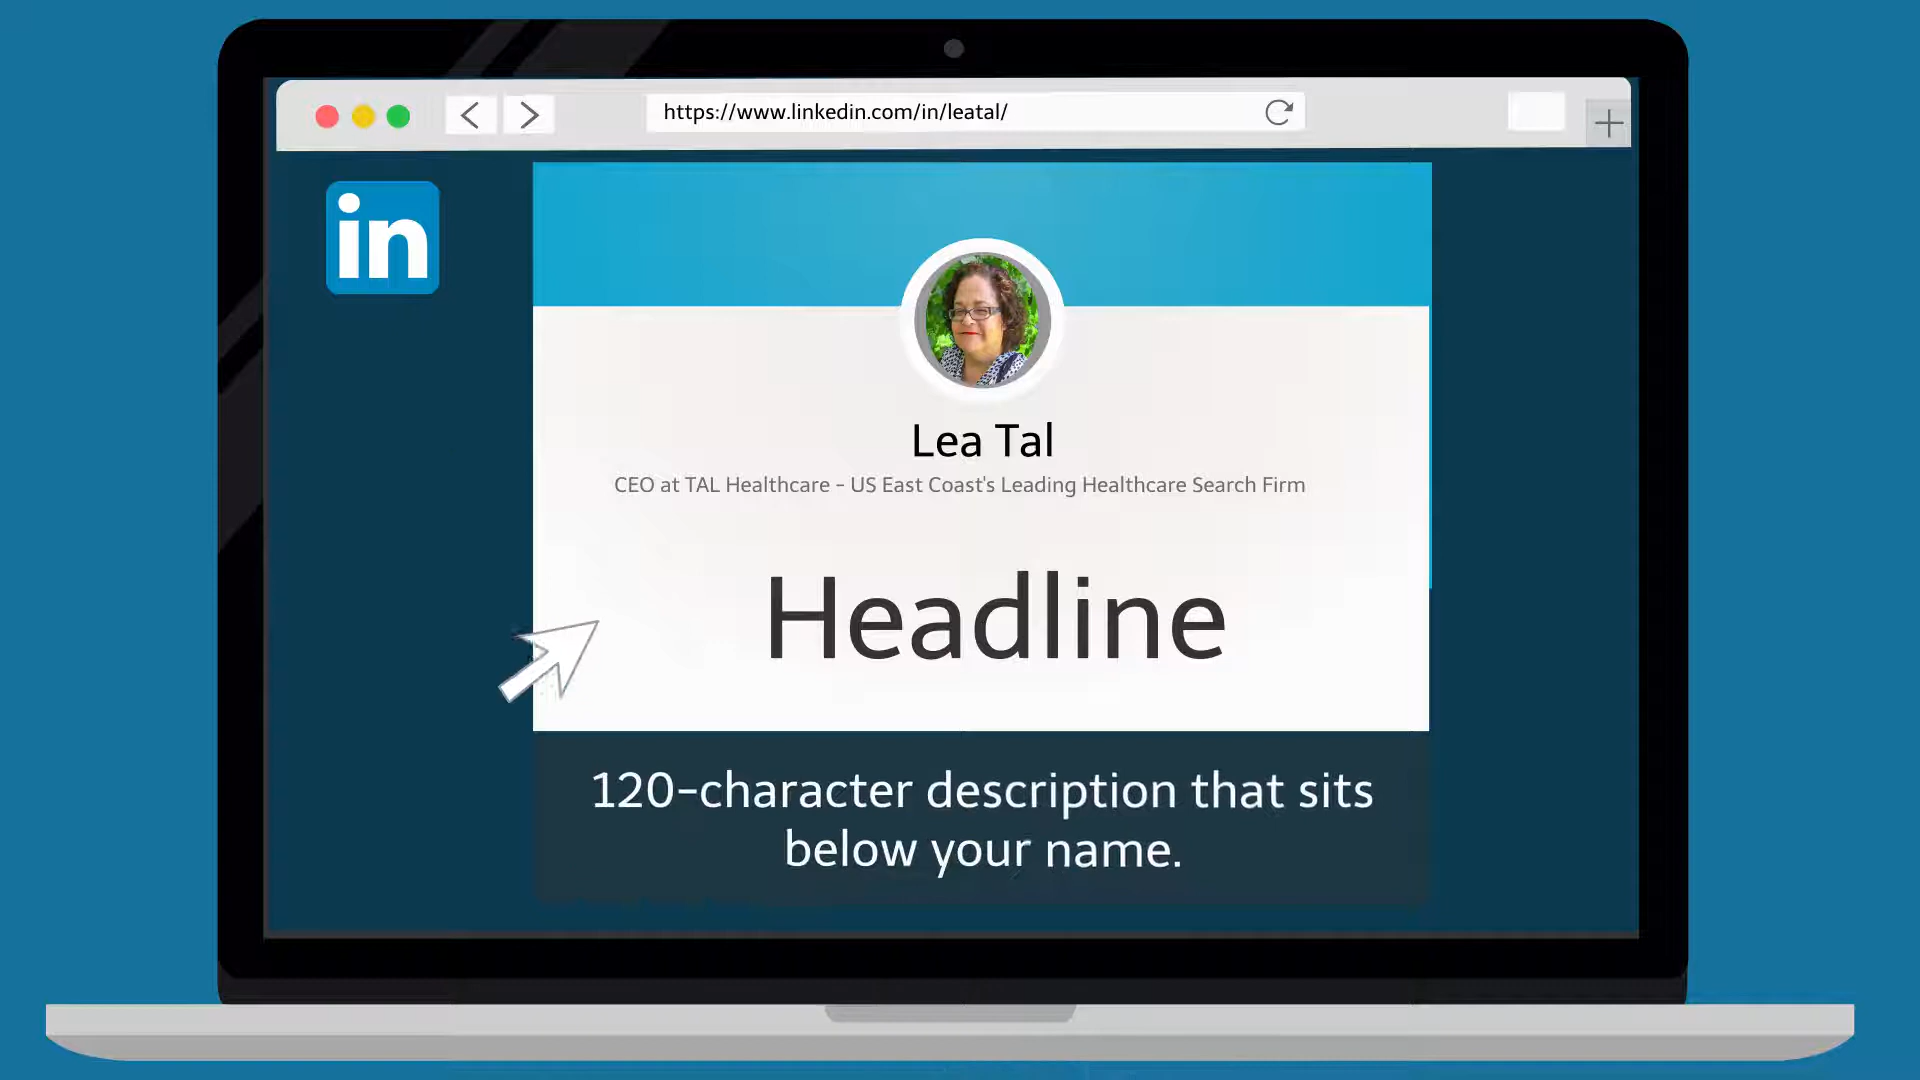 https://www.linkedin.com/in/leatal/
in
Lea Tal
CEO at TAL Healthcare - US East Coast's Leading Healthcare Search Firm
Headline
120-character description that sits
below your name.